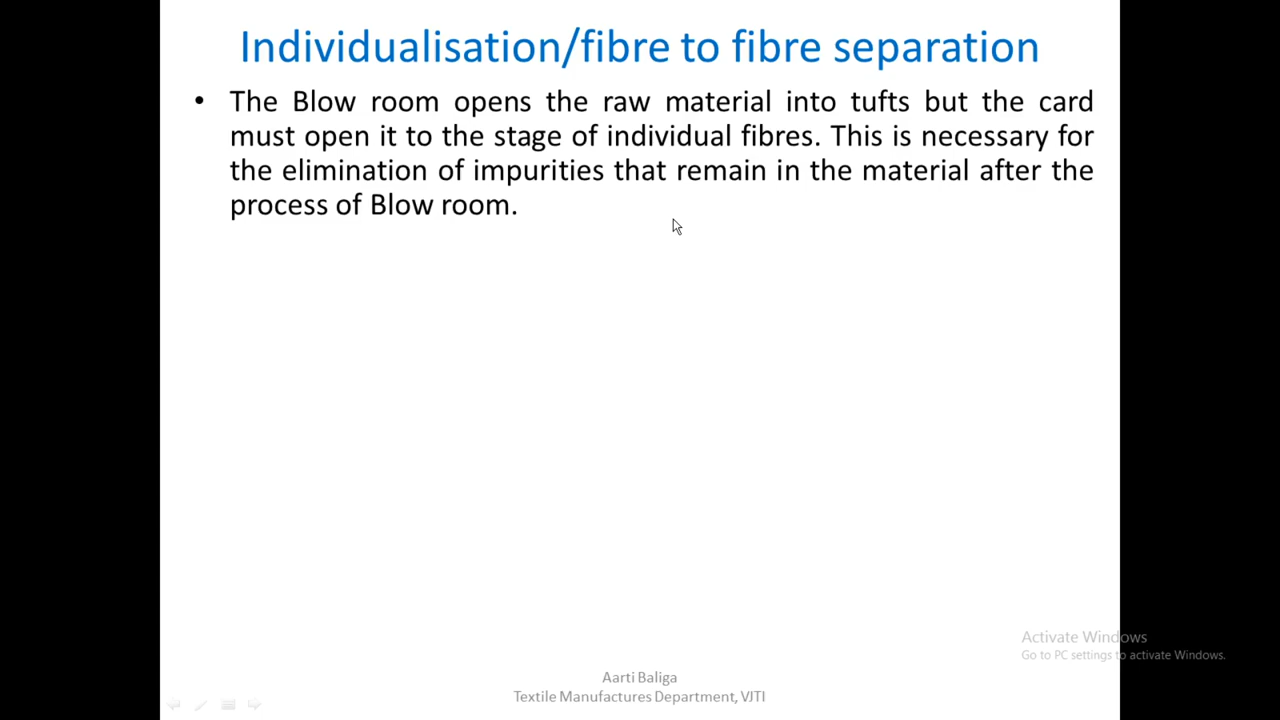 Individualisation/fibre to fibre separation
• The Blow room opens the raw material into tufts but the card
must open it to the stage of individual fibres. This is necessary for
the elimination of impurities that remain in the material after the
process of Blow room.
Activate Windows
Go to PC settings to activate Windows.
Aarti Baliga
Textile Manufactures Department, VJTI